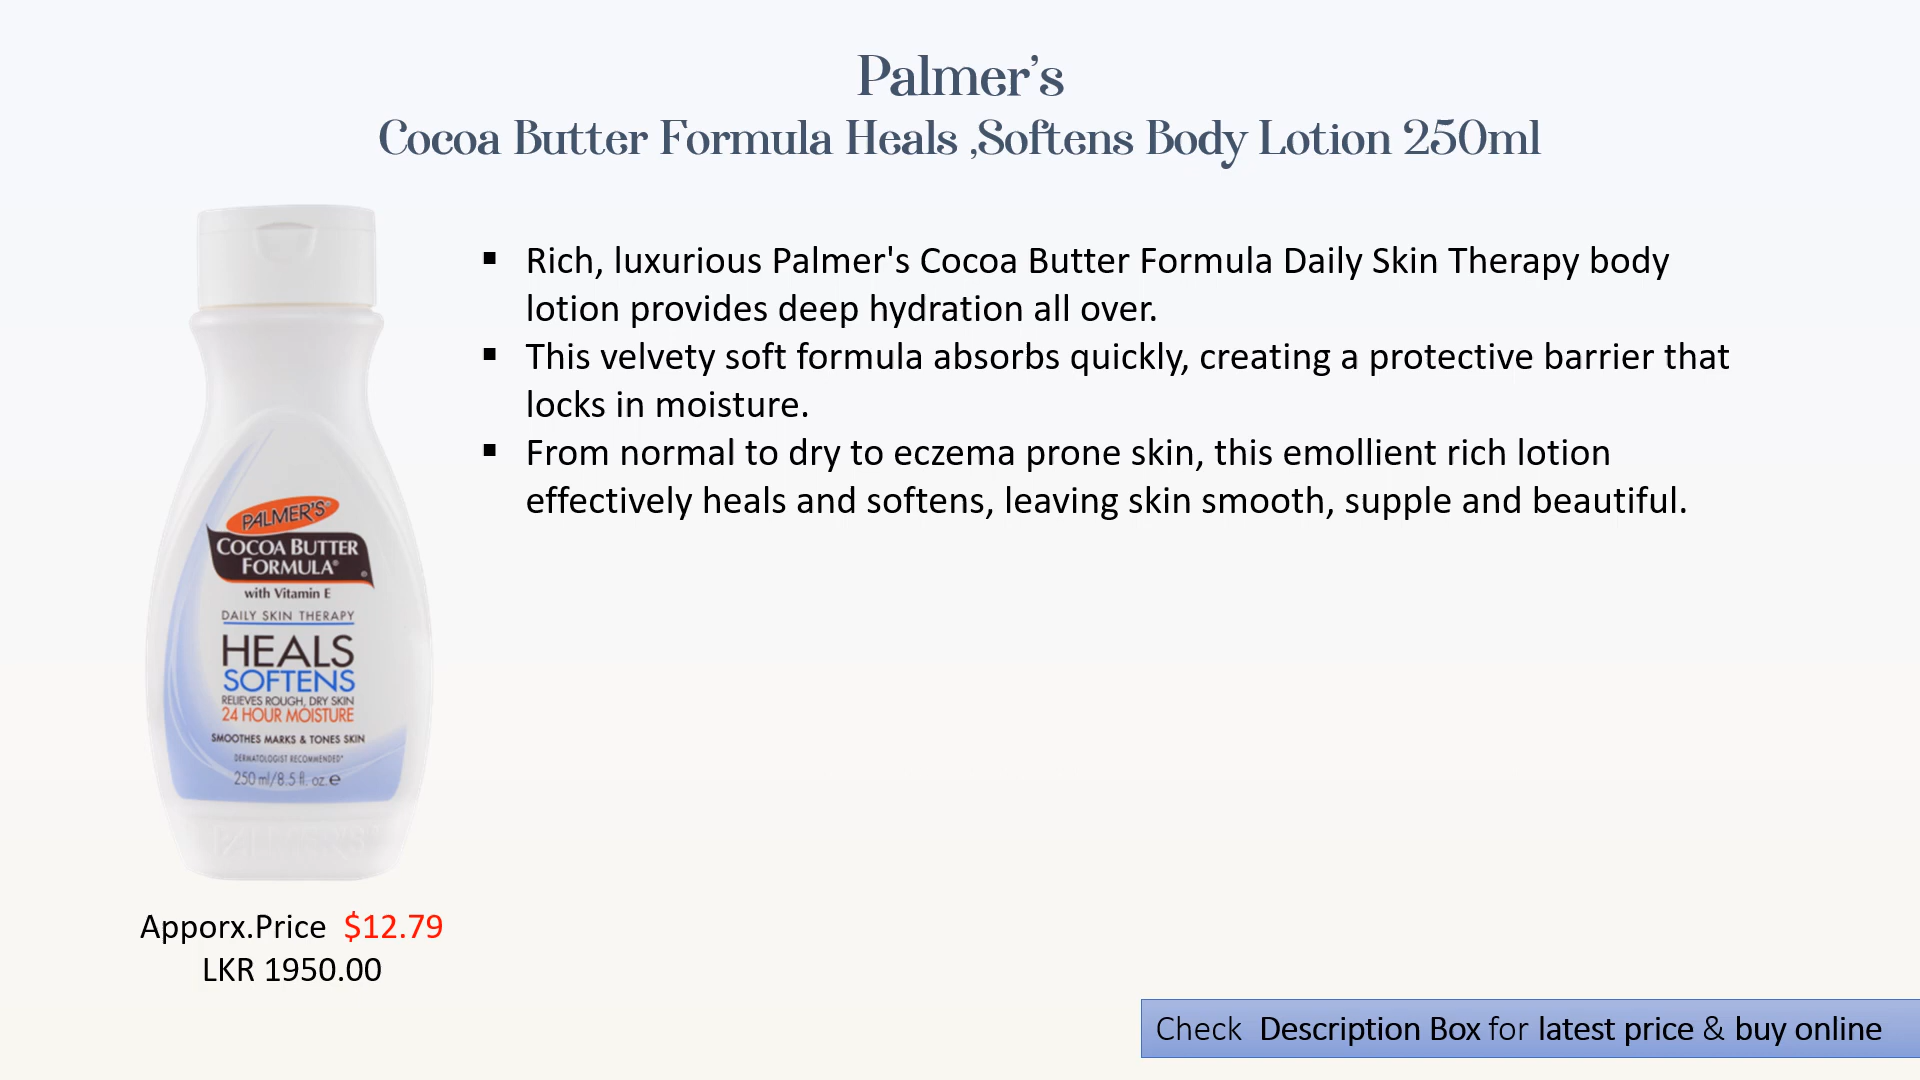 Palmer's
Cocoa Butter Formula Heals ,Softens Body Lotion 250ml
▪ Rich, luxurious Palmer's Cocoa Butter Formula Daily Skin Therapy body
lotion provides deep hydration all over.
▪ This velvety soft formula absorbs quickly, creating a protective barrier that
locks in moisture.
▪ From normal to dry to eczema prone skin, this emollient rich lotion
effectively heals and softens, leaving skin smooth, supple and beautiful.
PALMER'S®
COCOA BUTTER
FORMULA®
with Vitamin E
DAILY SKIN THERAPY
HEALS
SOFTENS
RELIEVES ROUGH, DRY SKIN
24 HOUR MOISTURE
SMOOTHES MARKS & TONES SKIN
DERMATOLOGIST RECOMMENDED*
250 ml/8.5 fl. oz. e
PALMER'S
Apporx.Price $12.79
LKR 1950.00
Check Description Box for latest price & buy online